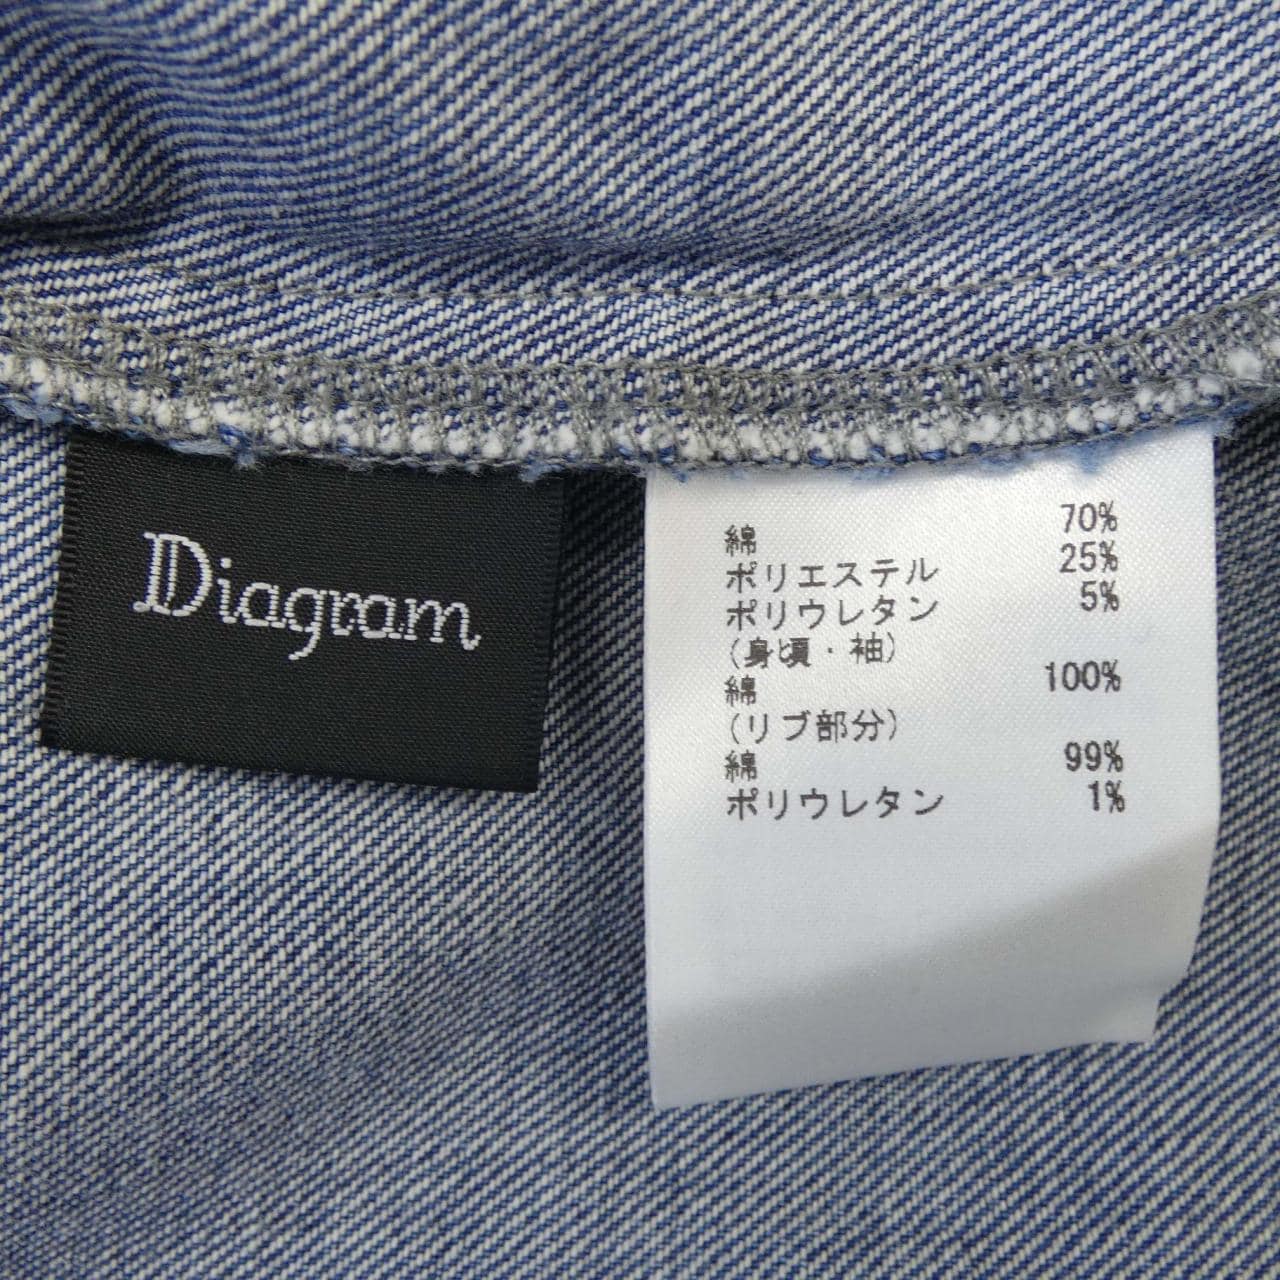 Diagram
綿 70%
ポリエステル 25%
ポリウレタン 5%
(身頃・袖)
綿 100%
(リブ部分)
綿 99%
ポリウレタン 1%